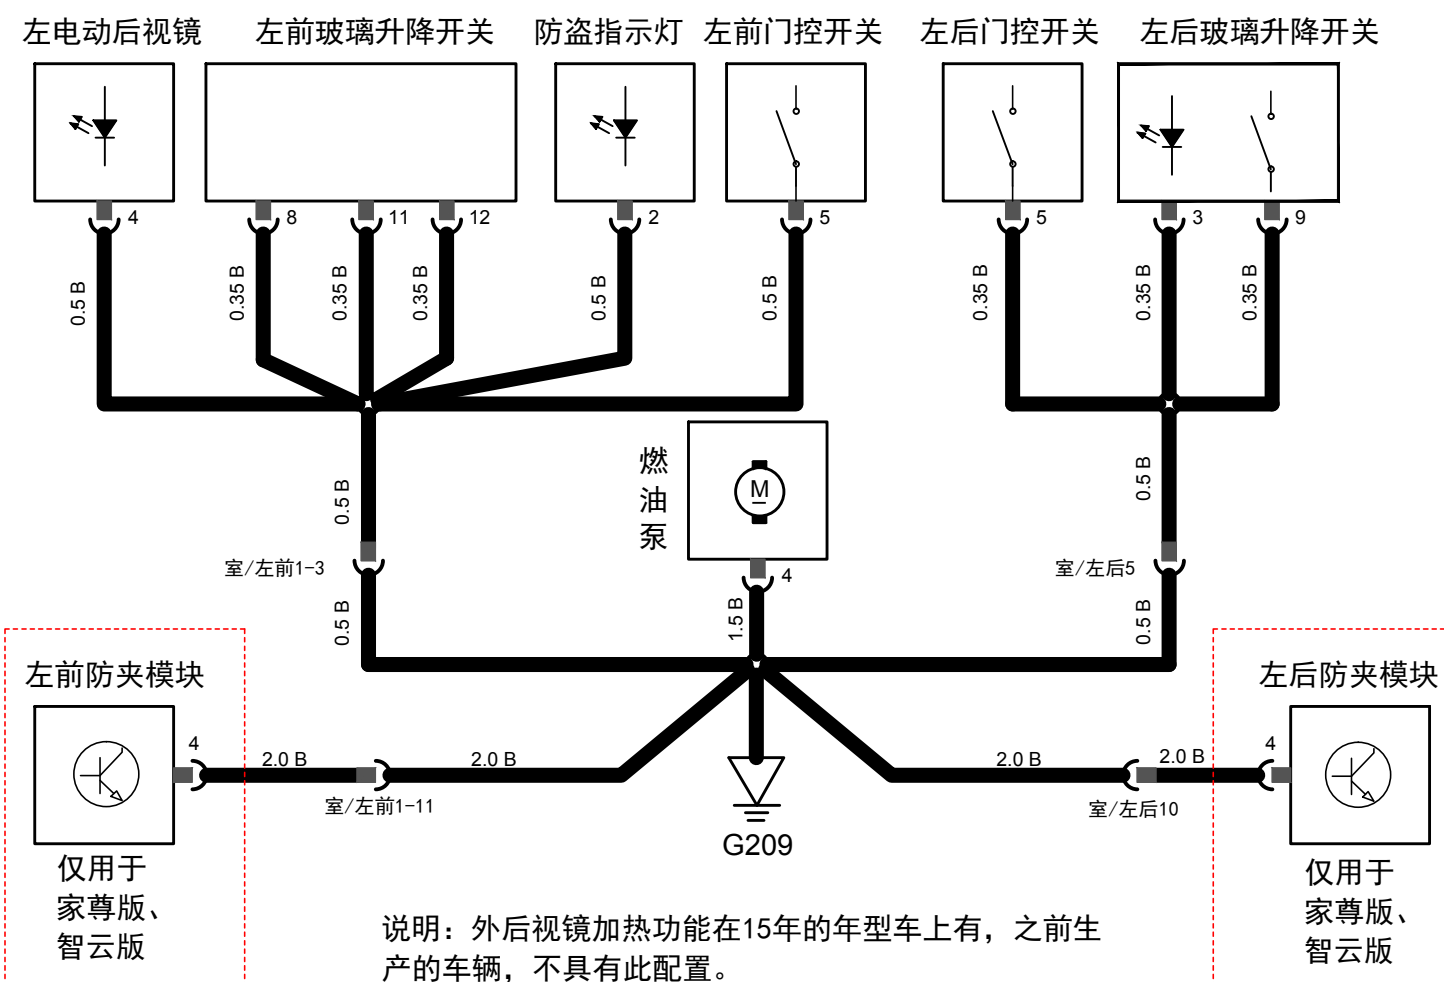 左电动后视镜
左前玻璃升降开关
防盗指示灯
左前门控开关
左后门控开关
左后玻璃升降开关
4
8
11
12
2
5
5
3
9
0.5 B
0.35 B
0.35 B
0.35 B
0.5 B
0.5 B
0.35 B
0.35 B
0.35 B
燃
油
泵
M
0.5 B
0.5 B
室/左前1-3
4
室/左后5
0.5 B
1.5 B
0.5 B
左前防夹模块
左后防夹模块
4
2.0 B
2.0 B
2.0 B
2.0 B
4
室/左前1-11
室/左后10
G209
仅用于
家尊版、
智云版
仅用于
家尊版、
智云版
说明：外后视镜加热功能在15年的年型车上有，之前生
产的车辆，不具有此配置。